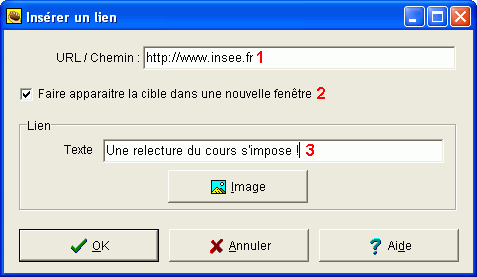 Insérer un lien
URL / Chemin : http://www.insee.fr 1
Faire apparaitre la cible dans une nouvelle fenêtre 2
Lien
Texte Une relecture du cours s'impose ! 3
Image
OK Annuler Aide